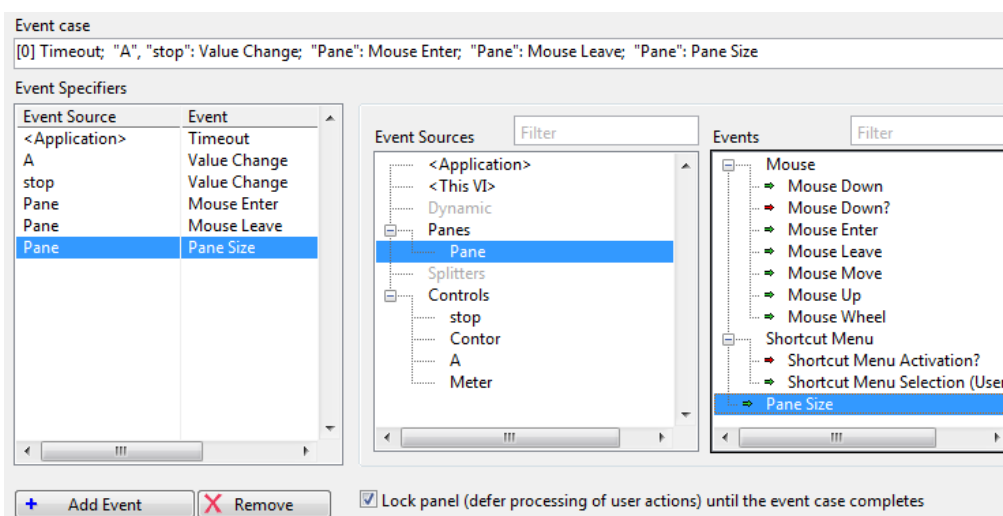 Event case
[0] Timeout;  "A", "stop": Value Change;  "Pane": Mouse Enter;  "Pane": Mouse Leave;  "Pane": Pane Size
Event Specifiers
Event Source Event
<Application> Timeout
A Value Change
stop Value Change
Pane Mouse Enter
Pane Mouse Leave
Pane Pane Size
Event Sources Filter
<Application>
<This VI>
Dynamic
Panes
Pane
Splitters
Controls
stop
Contor
A
Meter
Events Filter
Mouse
Mouse Down
Mouse Down?
Mouse Enter
Mouse Leave
Mouse Move
Mouse Up
Mouse Wheel
Shortcut Menu
Shortcut Menu Activation?
Shortcut Menu Selection (User
Pane Size
Add Event Remove
Lock panel (defer processing of user actions) until the event case completes